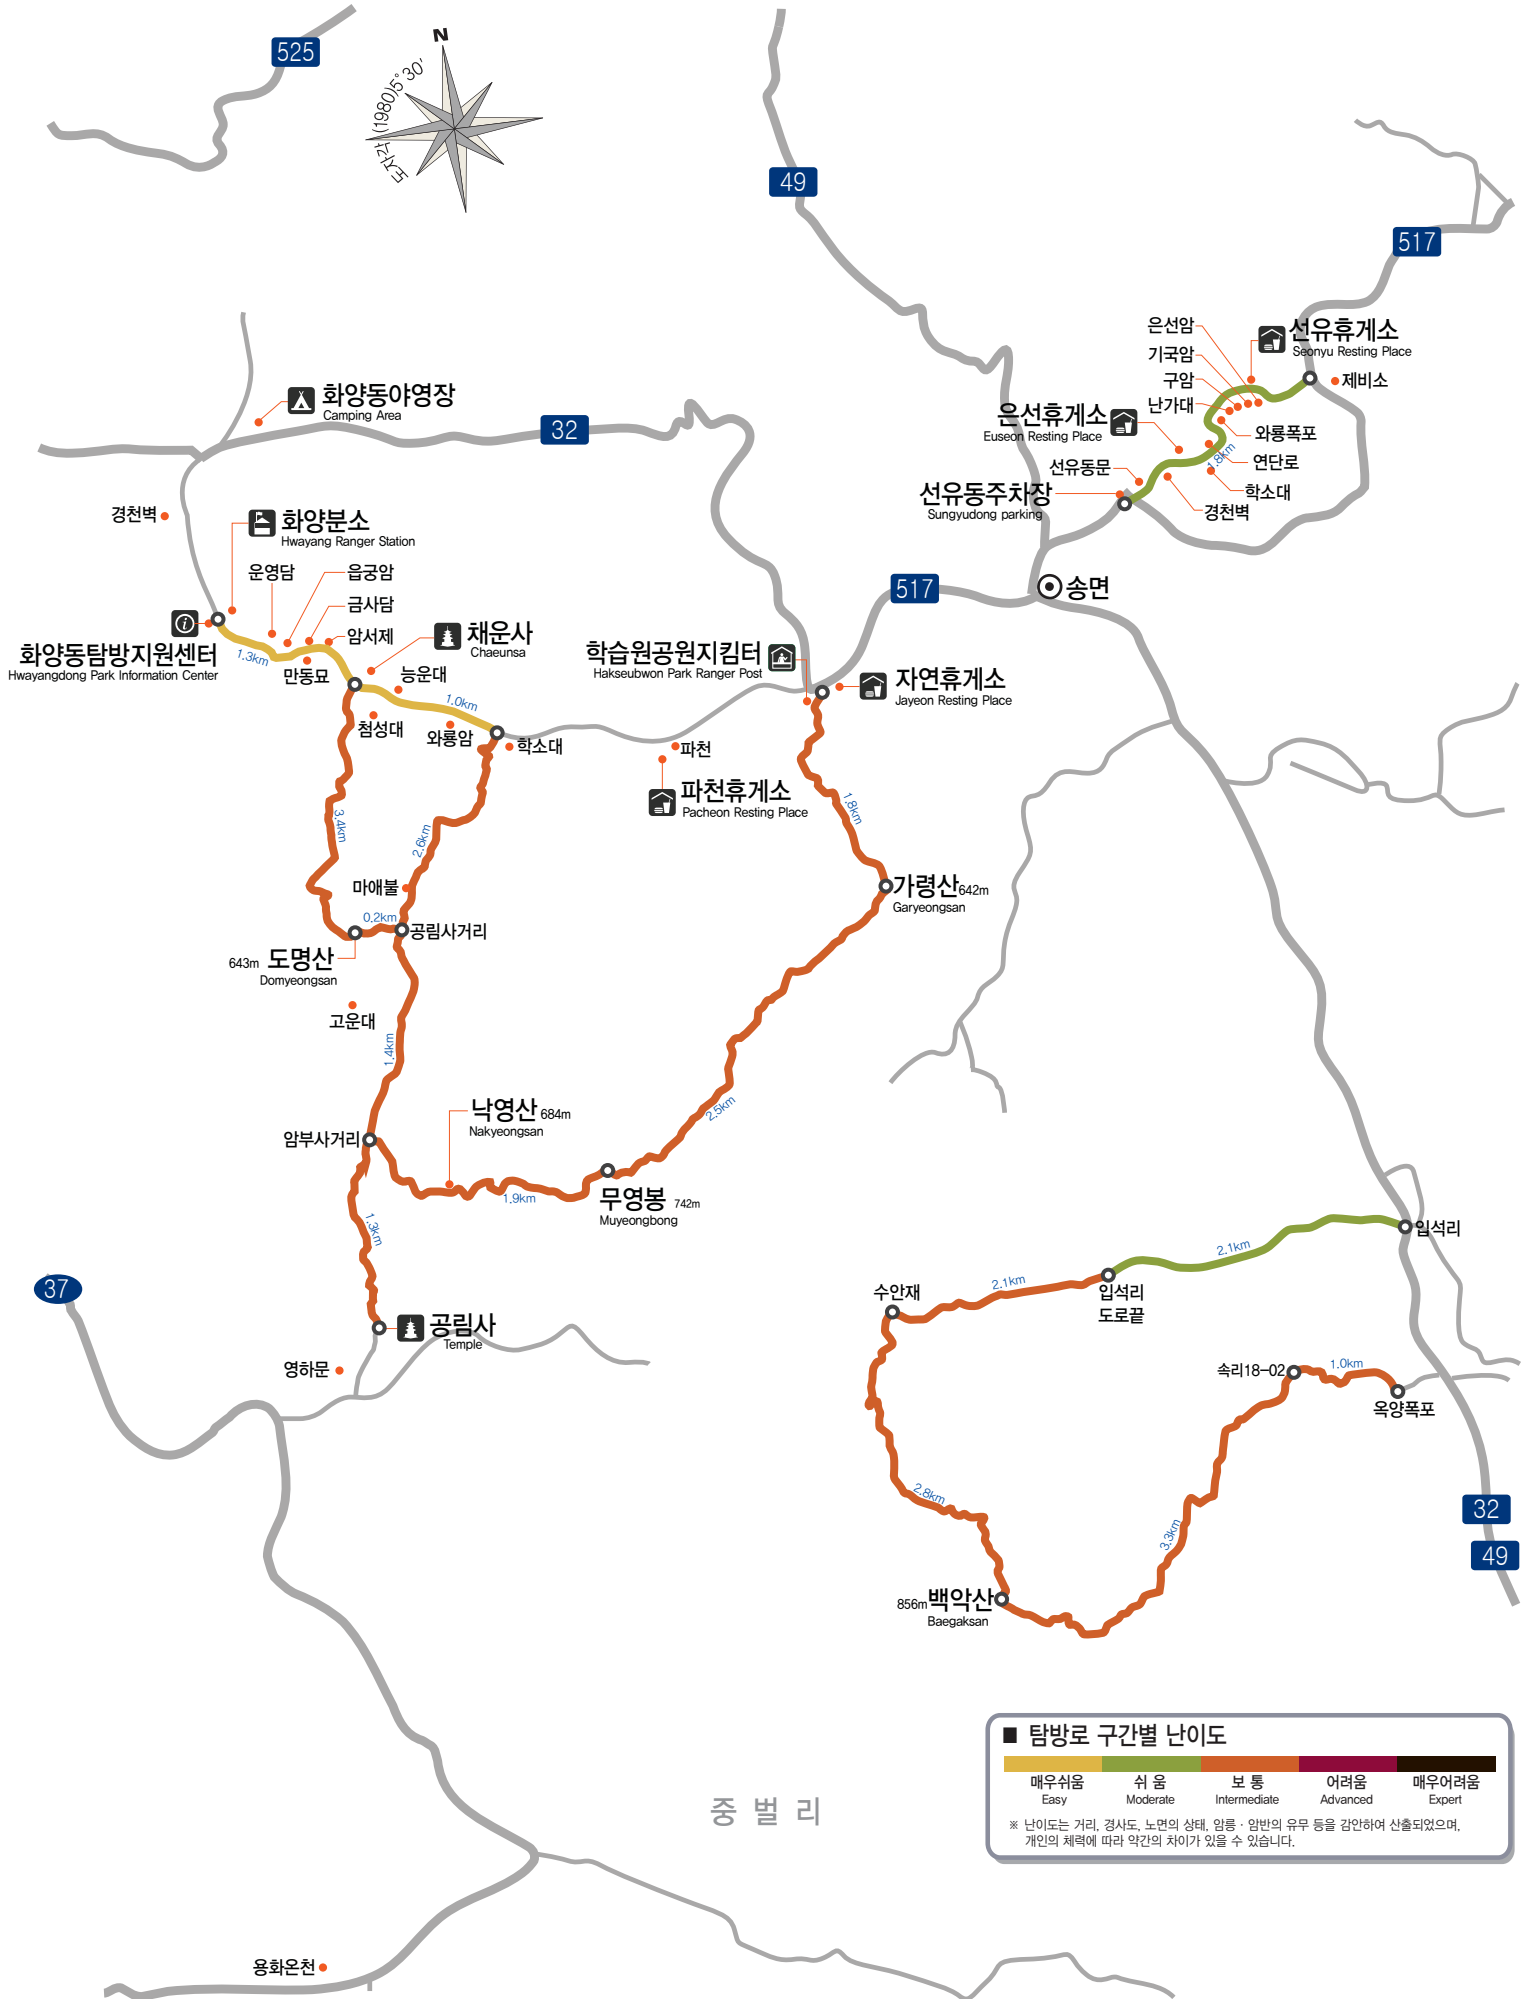 525
N
도자각 (1980)5°30′
49
517
은선암
기국암
구암
난가대
선유휴게소
Seonyu Resting Place
제비소
은선휴게소
Euseon Resting Place
와룡폭포
연단로
1.8km
학소대
경천벽
선유동문
선유동주차장
Sungyudong parking
화양동야영장
Camping Area
32
경천벽
화양분소
Hwayang Ranger Station
운영담
읍궁암
금사담
암서제
화양동탐방지원센터
Hwayangdong Park Information Center
1.3km
만동묘
채운사
Chaeunsa
능운대
1.0km
첨성대
와룡암
학소대
517
송면
학습원공원지킴터
Hakseubwon Park Ranger Post
자연휴게소
Jayeon Resting Place
파천
파천휴게소
Pacheon Resting Place
1.8km
3.4km
2.6km
마애불
0.2km
공림사거리
643m 도명산
Domyeongsan
고운대
가령산 642m
Garyeongsan
1.4km
2.5km
낙영산 684m
Nakyeongsan
암부사거리
1.9km
무영봉 742m
Muyeongbong
1.3km
37
공림사
Temple
영하문
입석리
2.1km
2.1km
입석리
도로끝
수안재
속리18-02
1.0km
옥양폭포
2.8km
3.3km
32
49
856m 백악산
Baegaksan
중벌리
용화온천
■ 탐방로 구간별 난이도
매우쉬움 쉬 움 보 통 어려움 매우어려움
Easy Moderate Intermediate Advanced Expert
※ 난이도는 거리, 경사도, 노면의 상태, 암릉 · 암반의 유무 등을 감안하여 산출되었으며,
개인의 체력에 따라 약간의 차이가 있을 수 있습니다.